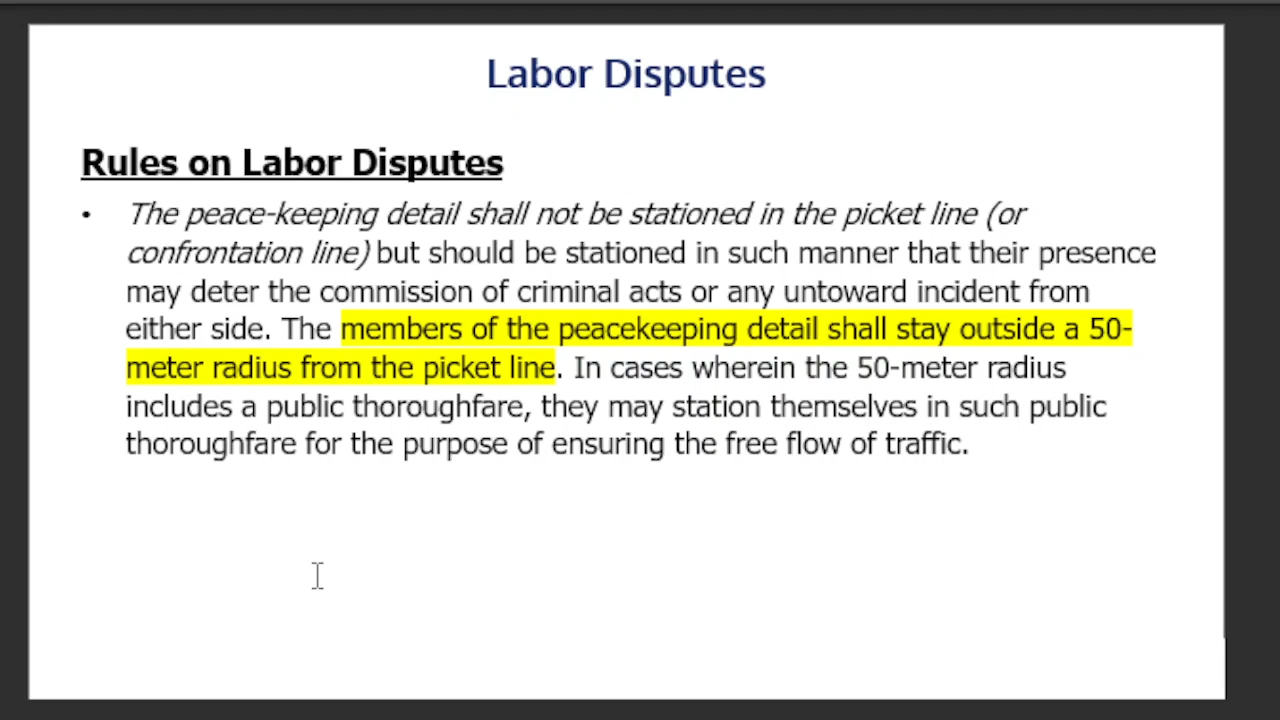 Labor Disputes
Rules on Labor Disputes
• The peace-keeping detail shall not be stationed in the picket line (or
confrontation line) but should be stationed in such manner that their presence
may deter the commission of criminal acts or any untoward incident from
either side. The members of the peacekeeping detail shall stay outside a 50-
meter radius from the picket line. In cases wherein the 50-meter radius
includes a public thoroughfare, they may station themselves in such public
thoroughfare for the purpose of ensuring the free flow of traffic.